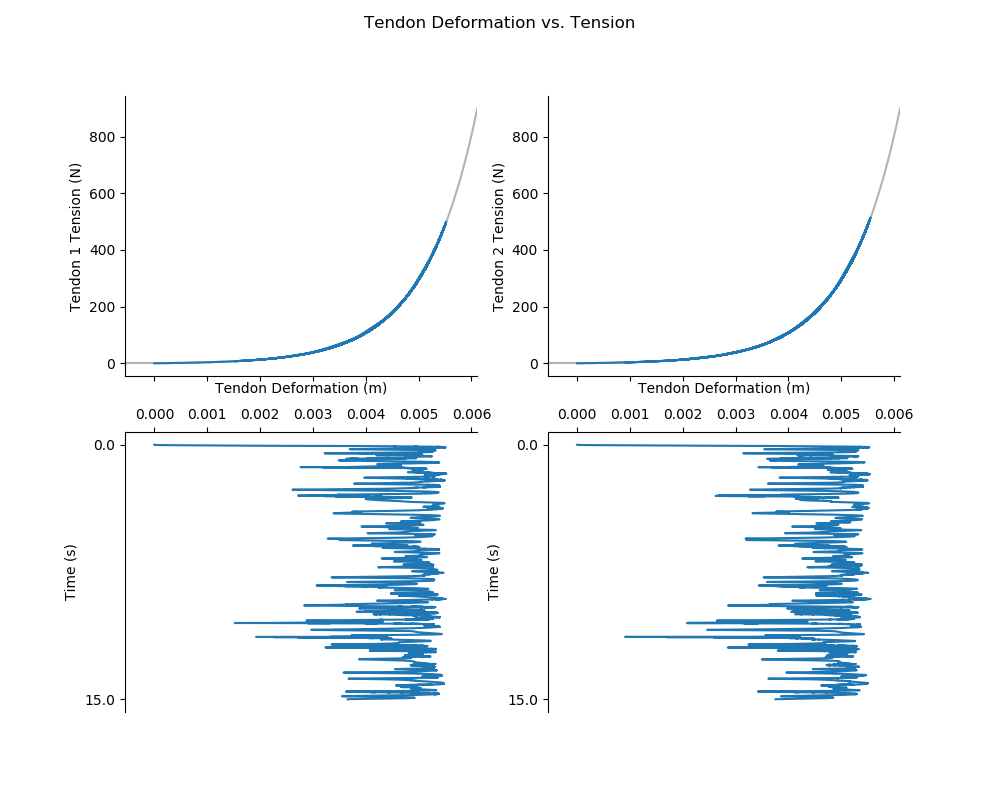 Tendon Deformation vs. Tension
800
600
400
200
0
Tendon 1 Tension (N)
Tendon Deformation (m)
800
600
400
200
0
Tendon 2 Tension (N)
Tendon Deformation (m)
0.000 0.001 0.002 0.003 0.004 0.005 0.006
0.0
15.0
Time (s)
0.000 0.001 0.002 0.003 0.004 0.005 0.006
0.0
15.0
Time (s)